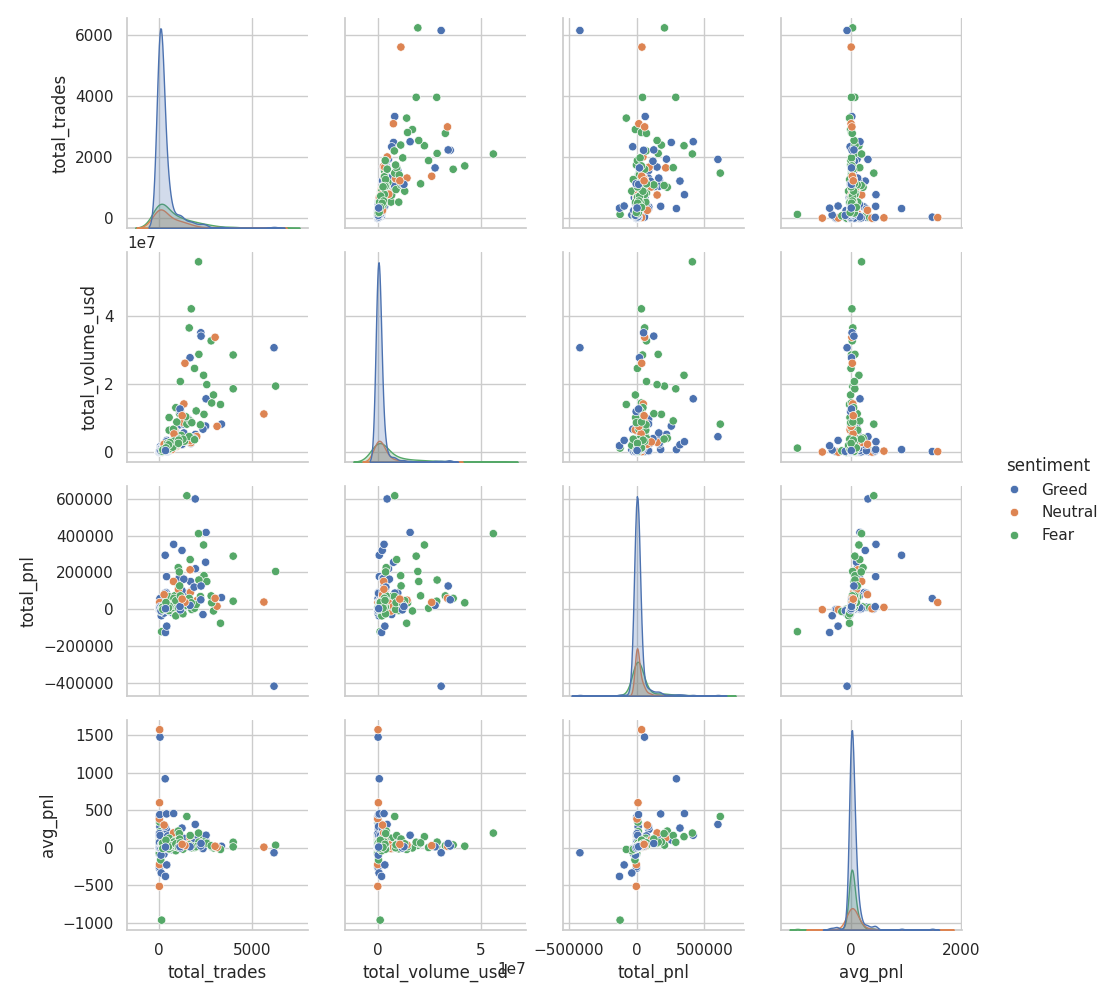 6000
4000
2000
0
total_trades
1e7
4
2
0
total_volume_usd
sentiment
Greed
Neutral
Fear
600000
400000
200000
0
−200000
−400000
total_pnl
1500
1000
500
0
−500
−1000
avg_pnl
0 5000 0 5 −500000 0 500000 0 2000
1e7
total_trades total_volume_usd total_pnl avg_pnl